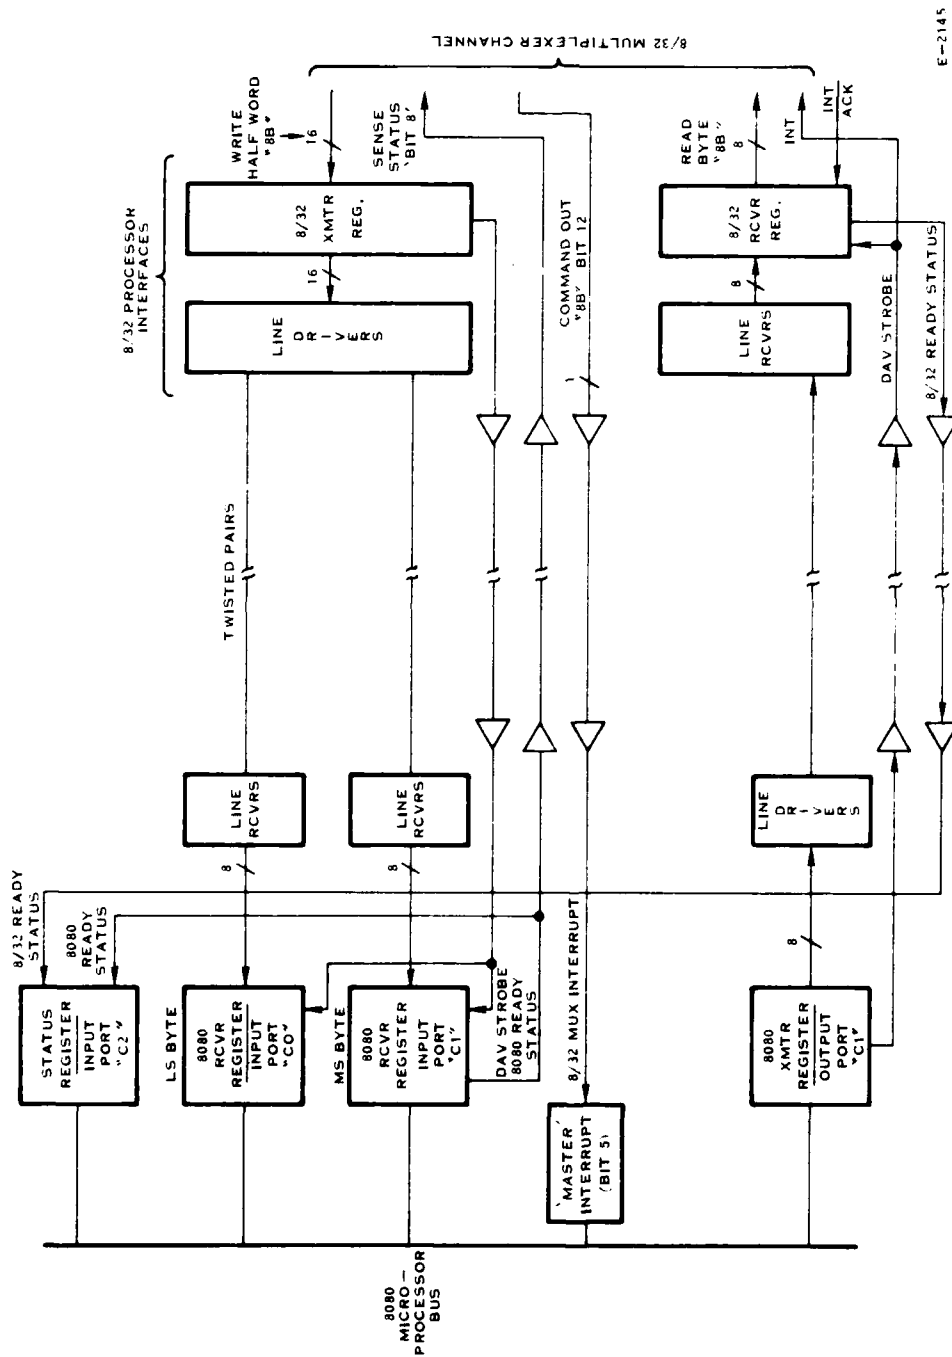 8/32 PROCESSOR
INTERFACES
WRITE
HALF WORD
"8B"
16
8/32
XMTR
REG.
16
LINE
DRIVERS
SENSE
STATUS
'BIT 8'
8/32 MULTIPLEXER CHANNEL
COMMAND OUT
"8B" BIT 12
1
READ
BYTE
"8B"
8
8/32
RCVR
REG.
8
LINE
RCVRS
INT
INT
ACK
DAV STROBE
8/32 READY STATUS
TWISTED PAIRS
LINE
RCVRS
8
LINE
RCVRS
8
LINE
DRIVERS
8
8/32 READY
STATUS
8080
READY
STATUS
STATUS
REGISTER
INPUT
PORT
"C2"
LS BYTE
8080
RCVR
REGISTER
INPUT
PORT
"C0"
MS BYTE
8080
RCVR
REGISTER
INPUT
PORT
"C1"
DAV STROBE
8080 READY
STATUS
8/32 MUX INTERRUPT
'MASTER'
INTERRUPT
(BIT 5)
8080
XMTR
REGISTER
OUTPUT
PORT
"C1"
8080
MICRO-
PROCESSOR
BUS
E-2145